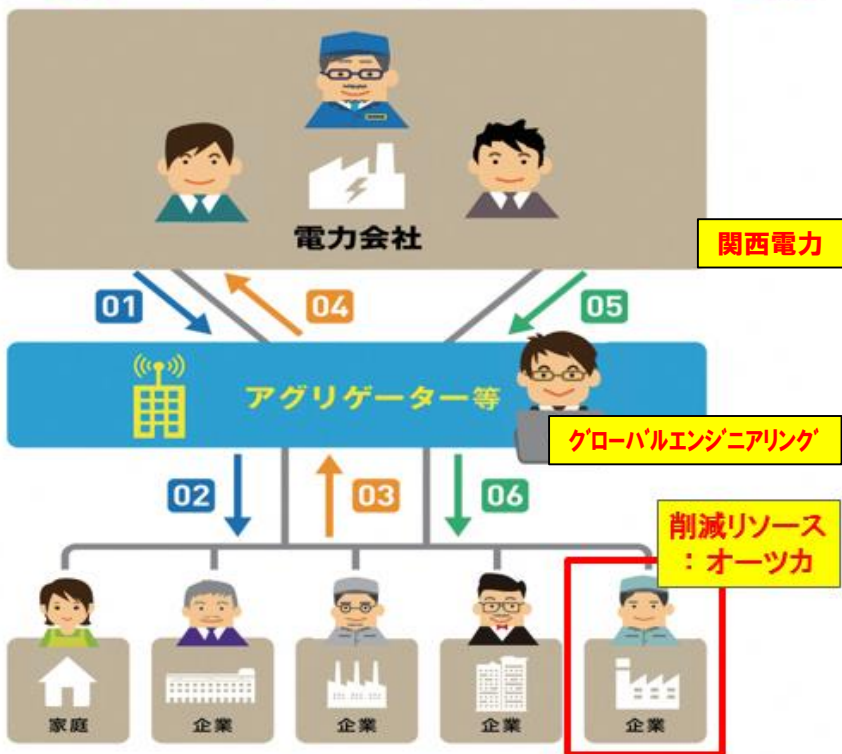 電力会社
関西電力
01
04
05
アグリゲーター等
グローバルエンジニアリング
02
03
06
削減リソース
：オーツカ
家庭
企業
企業
企業
企業